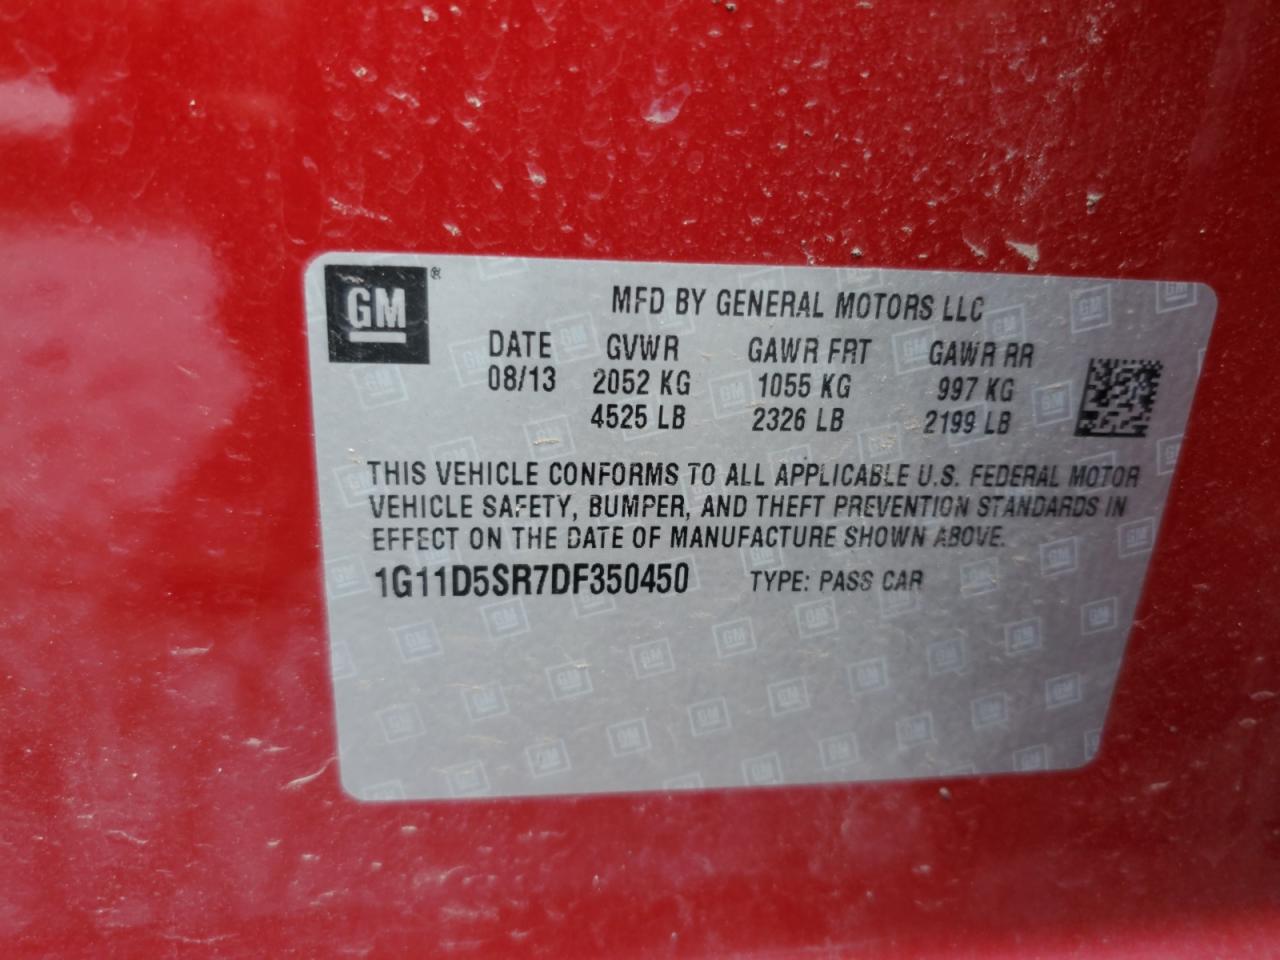 GM®
MFD BY GENERAL MOTORS LLC
DATE GVWR GAWR FRT GAWR RR
08/13 2052 KG 1055 KG 997 KG
4525 LB 2326 LB 2199 LB
THIS VEHICLE CONFORMS TO ALL APPLICABLE U.S. FEDERAL MOTOR
VEHICLE SAFETY, BUMPER, AND THEFT PREVENTION STANDARDS IN
EFFECT ON THE DATE OF MANUFACTURE SHOWN ABOVE.
1G11D5SR7DF350450 TYPE: PASS CAR